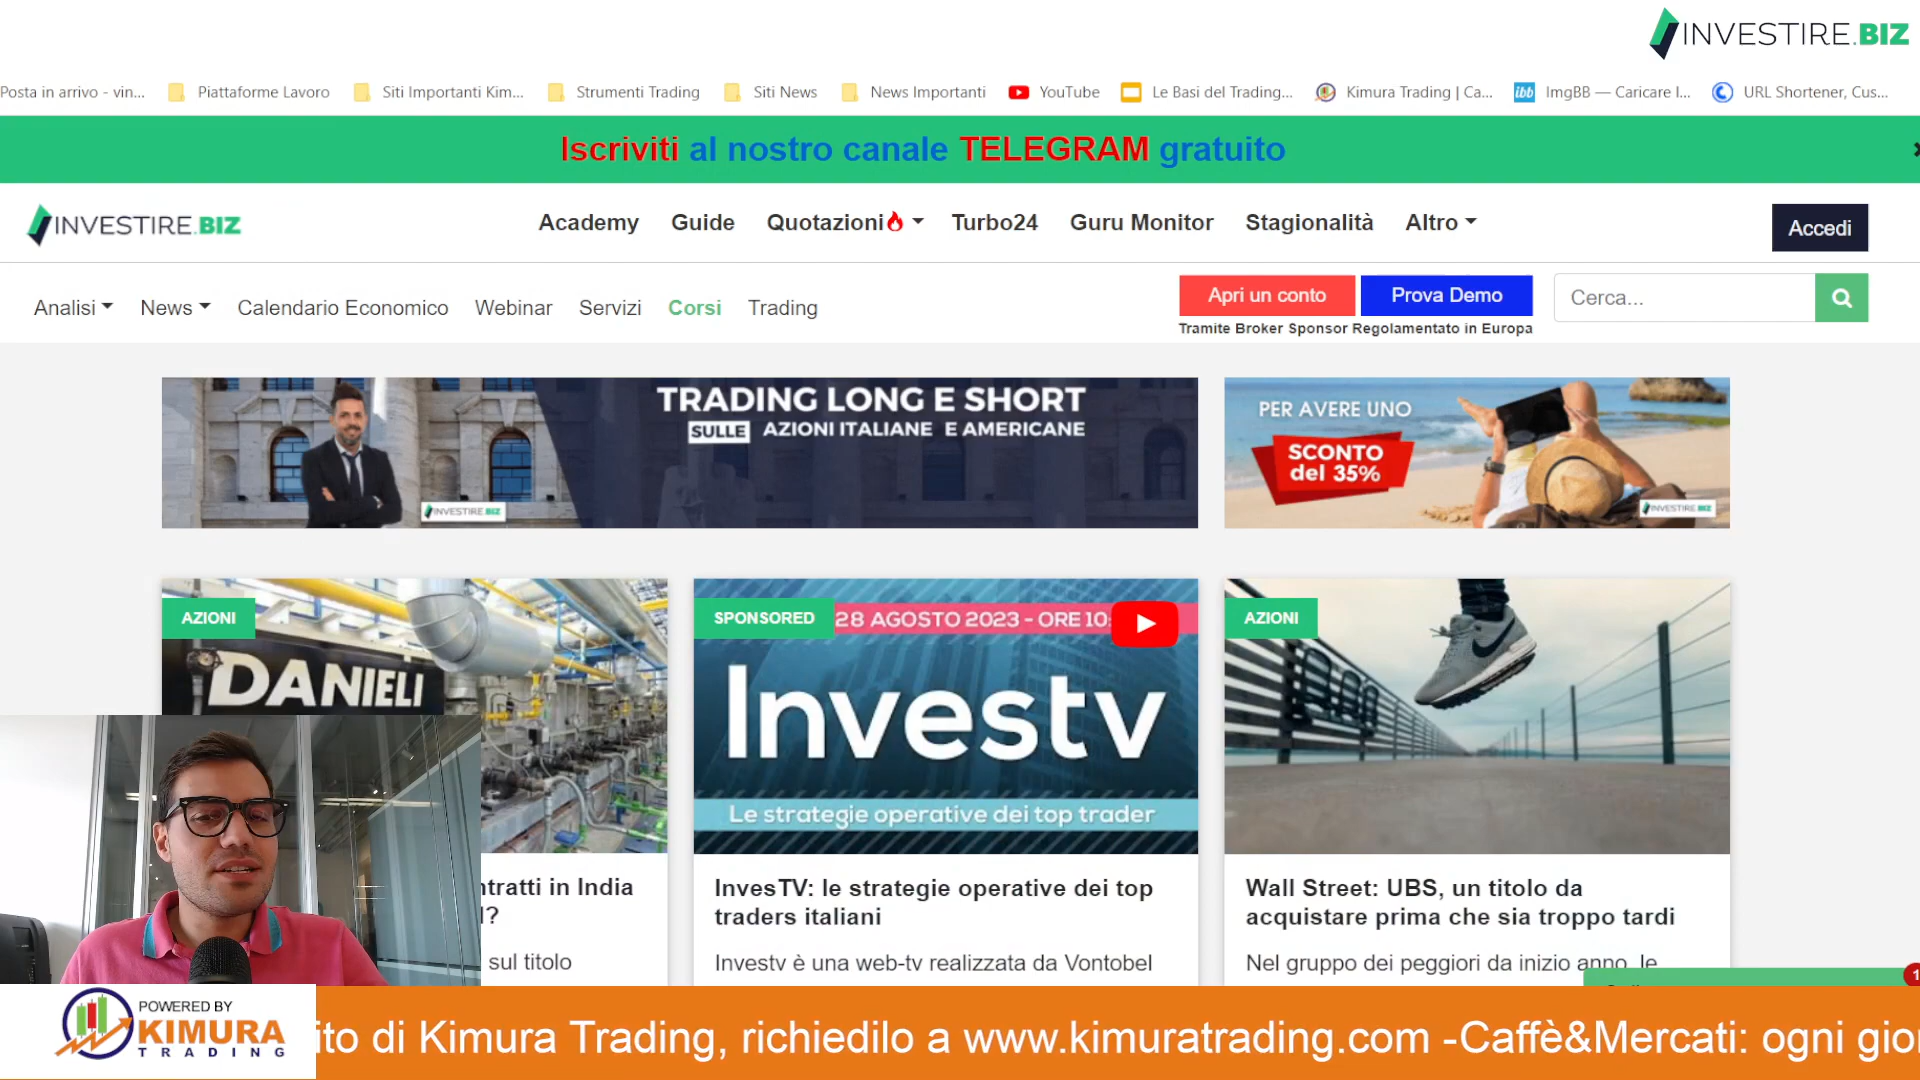 INVESTIRE.BIZ
Posta in arrivo - vin... Piattaforme Lavoro Siti Importanti Kim... Strumenti Trading Siti News News Importanti YouTube Le Basi del Trading... Kimura Trading | Ca... ibb ImgBB — Caricare I... URL Shortener, Cus...
Iscriviti al nostro canale TELEGRAM gratuito
INVESTIRE.BIZ Academy Guide Quotazioni Turbo24 Guru Monitor Stagionalità Altro Accedi
Analisi News Calendario Economico Webinar Servizi Corsi Trading Apri un conto Prova Demo Cerca...
Tramite Broker Sponsor Regolamentato in Europa
TRADING LONG E SHORT
SULLE AZIONI ITALIANE E AMERICANE
INVESTIRE.BIZ
PER AVERE UNO
SCONTO
del 35%
INVESTIRE.BIZ
AZIONI
DANIELI
ntratti in India
I?
sul titolo
SPONSORED 28 AGOSTO 2023 - ORE 10:
Investv
Le strategie operative dei top trader
InvesTV: le strategie operative dei top
traders italiani
Investv è una web-tv realizzata da Vontobel
AZIONI
Wall Street: UBS, un titolo da
acquistare prima che sia troppo tardi
Nel gruppo dei peggiori da inizio anno, le
1
POWERED BY
KIMURA
TRADING
ito di Kimura Trading, richiedilo a www.kimuratrading.com -Caffè&Mercati: ogni gior